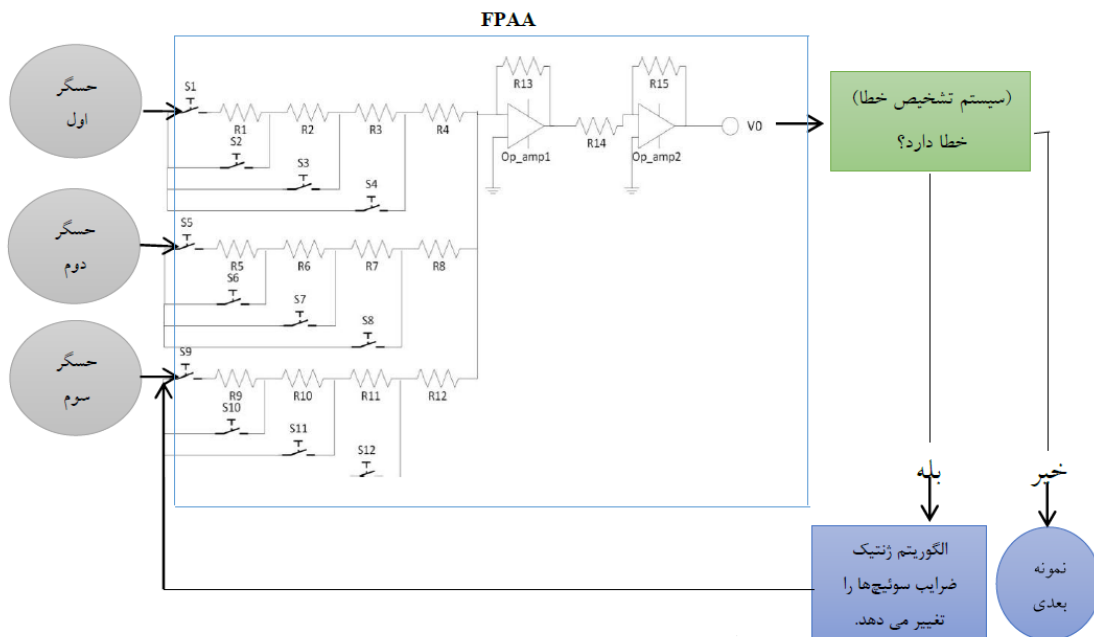 FPAA
حسگر
اول
S1
R1
R2
R3
R4
S2
S3
S4
R13
Op_amp1
R14
R15
Op_amp2
V0
(سیستم تشخیص خطا)
خطا دارد؟
حسگر
دوم
S5
R5
R6
R7
R8
S6
S7
S8
حسگر
سوم
S9
R9
R10
R11
R12
S10
S11
S12
بله
خیر
الگوریتم ژنتیک
ضرایب سوئیچ‌ها را
تغییر می دهد.
نمونه
بعدی